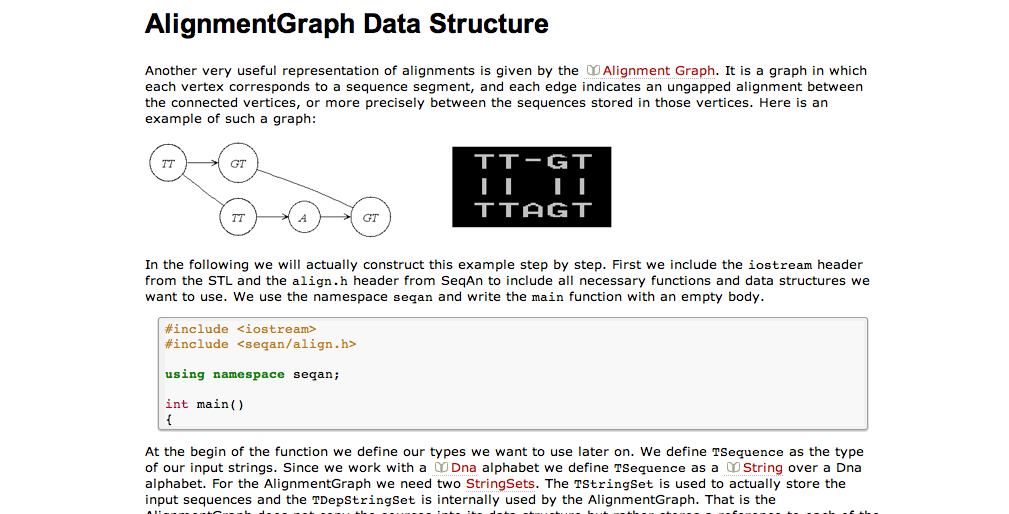 AlignmentGraph Data Structure
Another very useful representation of alignments is given by the Alignment Graph. It is a graph in which
each vertex corresponds to a sequence segment, and each edge indicates an ungapped alignment between
the connected vertices, or more precisely between the sequences stored in those vertices. Here is an
example of such a graph:
TT GT
TT A GT
TT-GT
TTAGT
In the following we will actually construct this example step by step. First we include the iostream header
from the STL and the align.h header from SeqAn to include all necessary functions and data structures we
want to use. We use the namespace seqan and write the main function with an empty body.
#include <iostream>
#include <seqan/align.h>
using namespace seqan;
int main()
{
At the begin of the function we define our types we want to use later on. We define TSequence as the type
of our input strings. Since we work with a Dna alphabet we define TSequence as a String over a Dna
alphabet. For the AlignmentGraph we need two StringSets. The TStringSet is used to actually store the
input sequences and the TDepStringSet is internally used by the AlignmentGraph. That is the